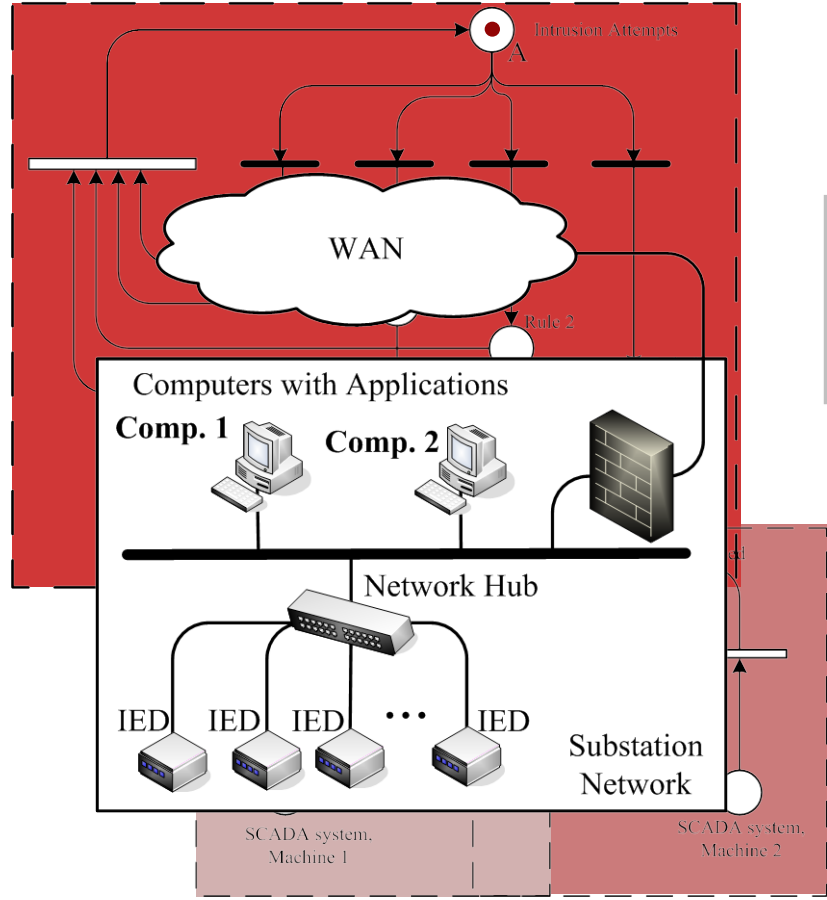 Intrusion Attempts
A
WAN
Rule 2
Computers with Applications
Comp. 1
Comp. 2
Network Hub
IED
IED
IED
...
IED
Substation
Network
SCADA system,
Machine 1
SCADA system,
Machine 2